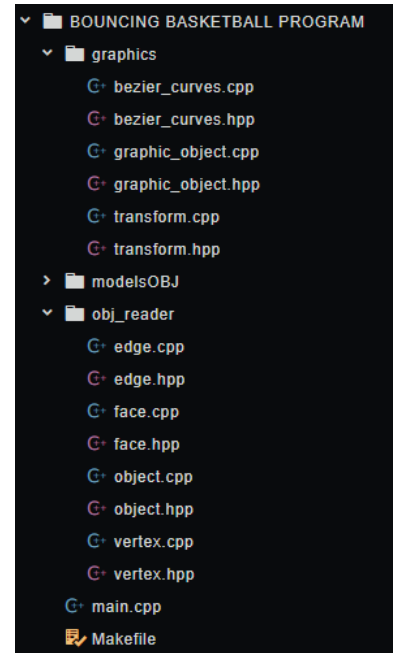 BOUNCING BASKETBALL PROGRAM
graphics
bezier_curves.cpp
bezier_curves.hpp
graphic_object.cpp
graphic_object.hpp
transform.cpp
transform.hpp
modelsOBJ
obj_reader
edge.cpp
edge.hpp
face.cpp
face.hpp
object.cpp
object.hpp
vertex.cpp
vertex.hpp
main.cpp
Makefile